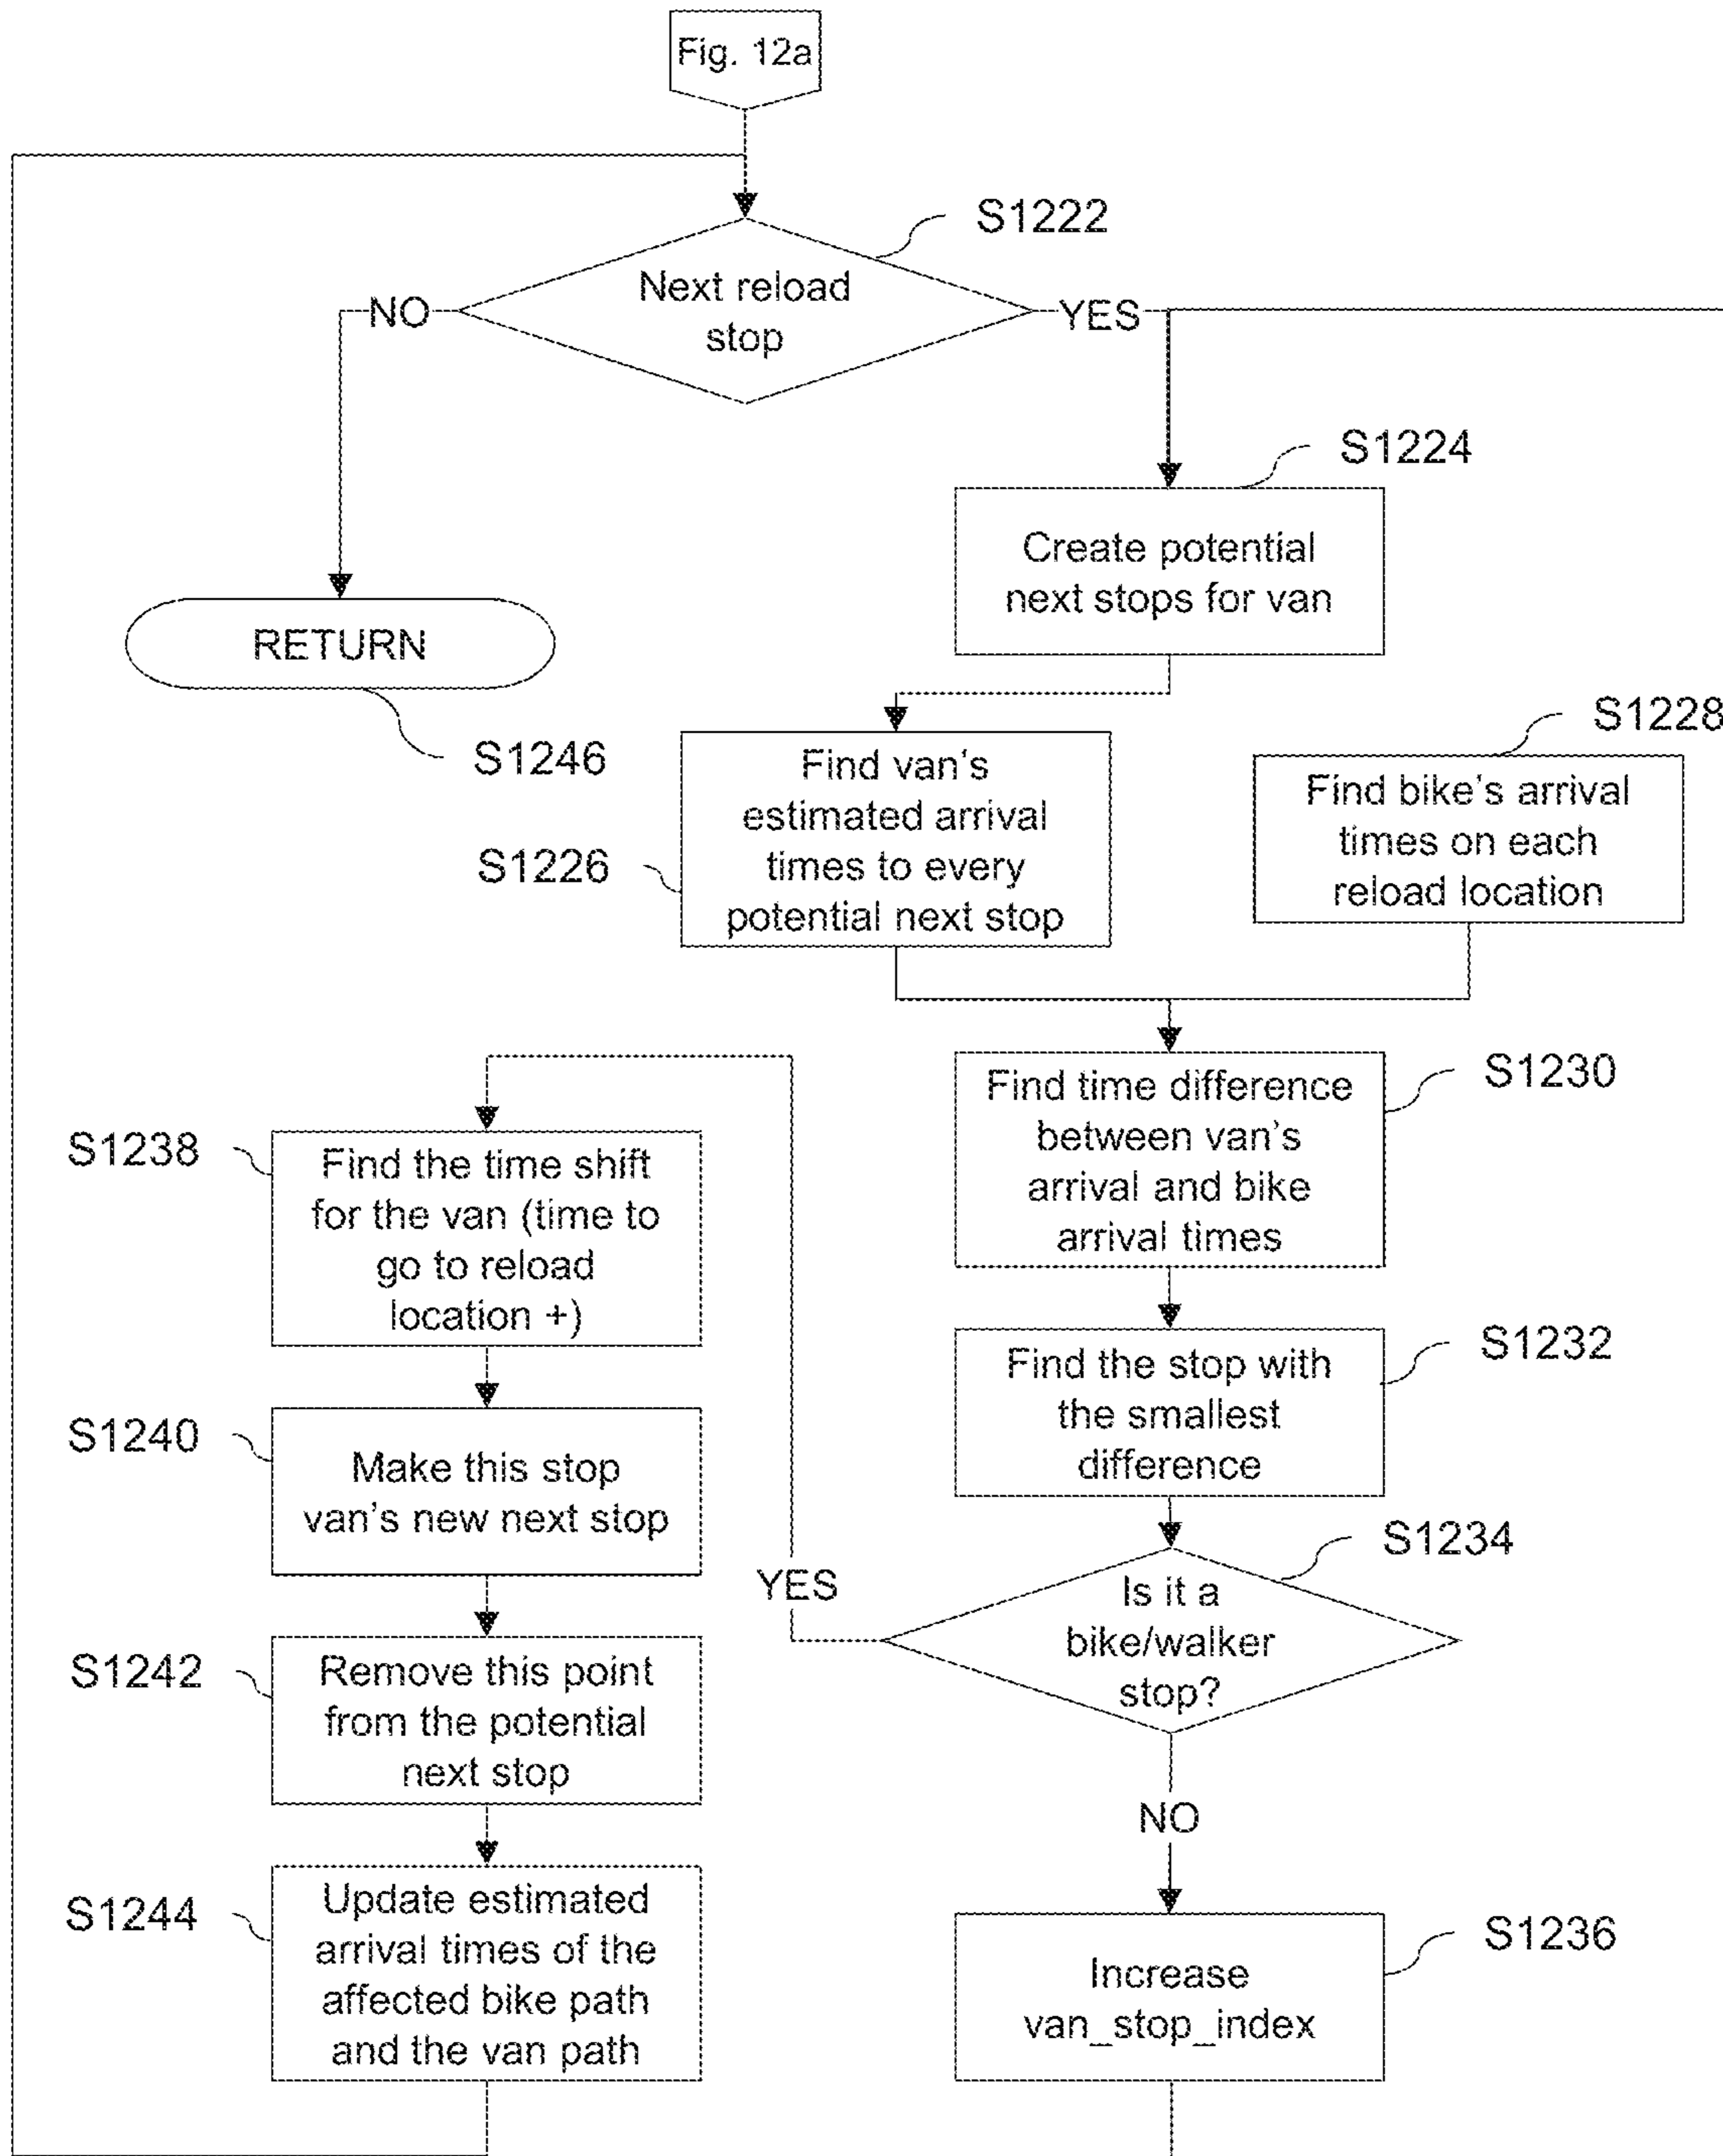 Fig. 12a
S1222
Next reload
stop
NO
YES
S1224
Create potential
next stops for van
RETURN
S1246
S1228
Find van's
estimated arrival
times to every
potential next stop
S1226
Find bike's arrival
times on each
reload location
S1230
Find time difference
between van's
arrival and bike
arrival times
S1238
Find the time shift
for the van (time to
go to reload
location +)
S1232
Find the stop with
the smallest
difference
S1240
Make this stop
van's new next stop
S1234
Is it a
bike/walker
stop?
YES
S1242
Remove this point
from the potential
next stop
NO
S1244
Update estimated
arrival times of the
affected bike path
and the van path
S1236
Increase
van_stop_index